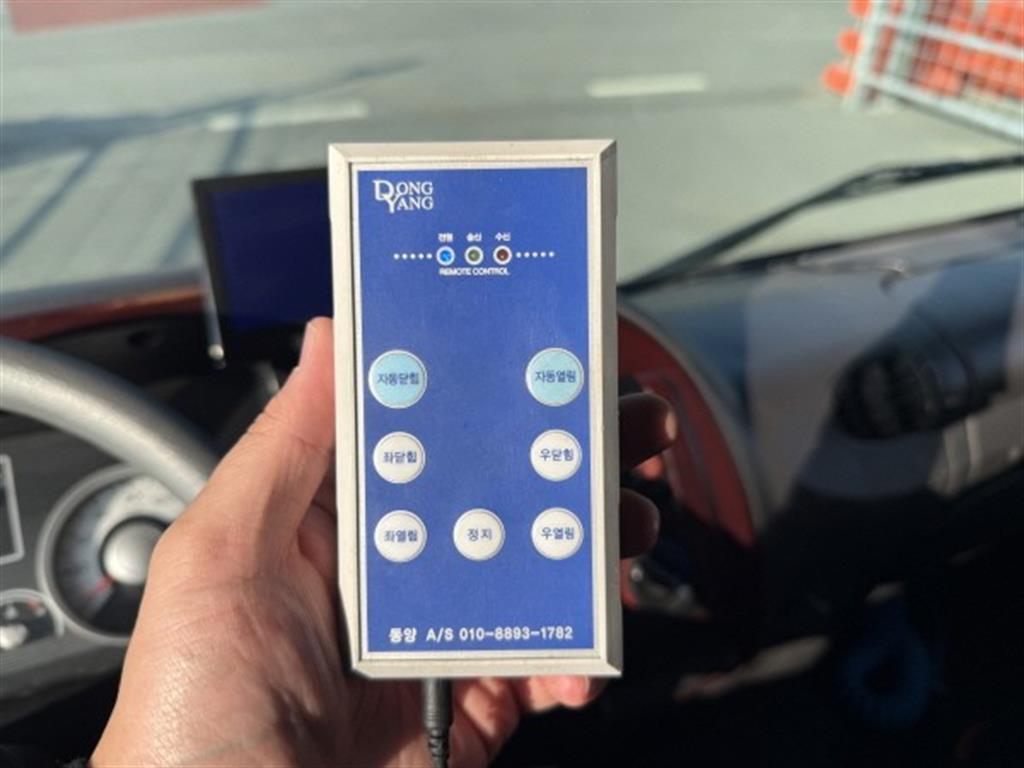 DONG
YANG
전원 송신 수신
REMOTE CONTROL
자동닫힘 자동열림
좌닫힘 우닫힘
좌열림 정지 우열림
동양 A/S 010-8893-1782